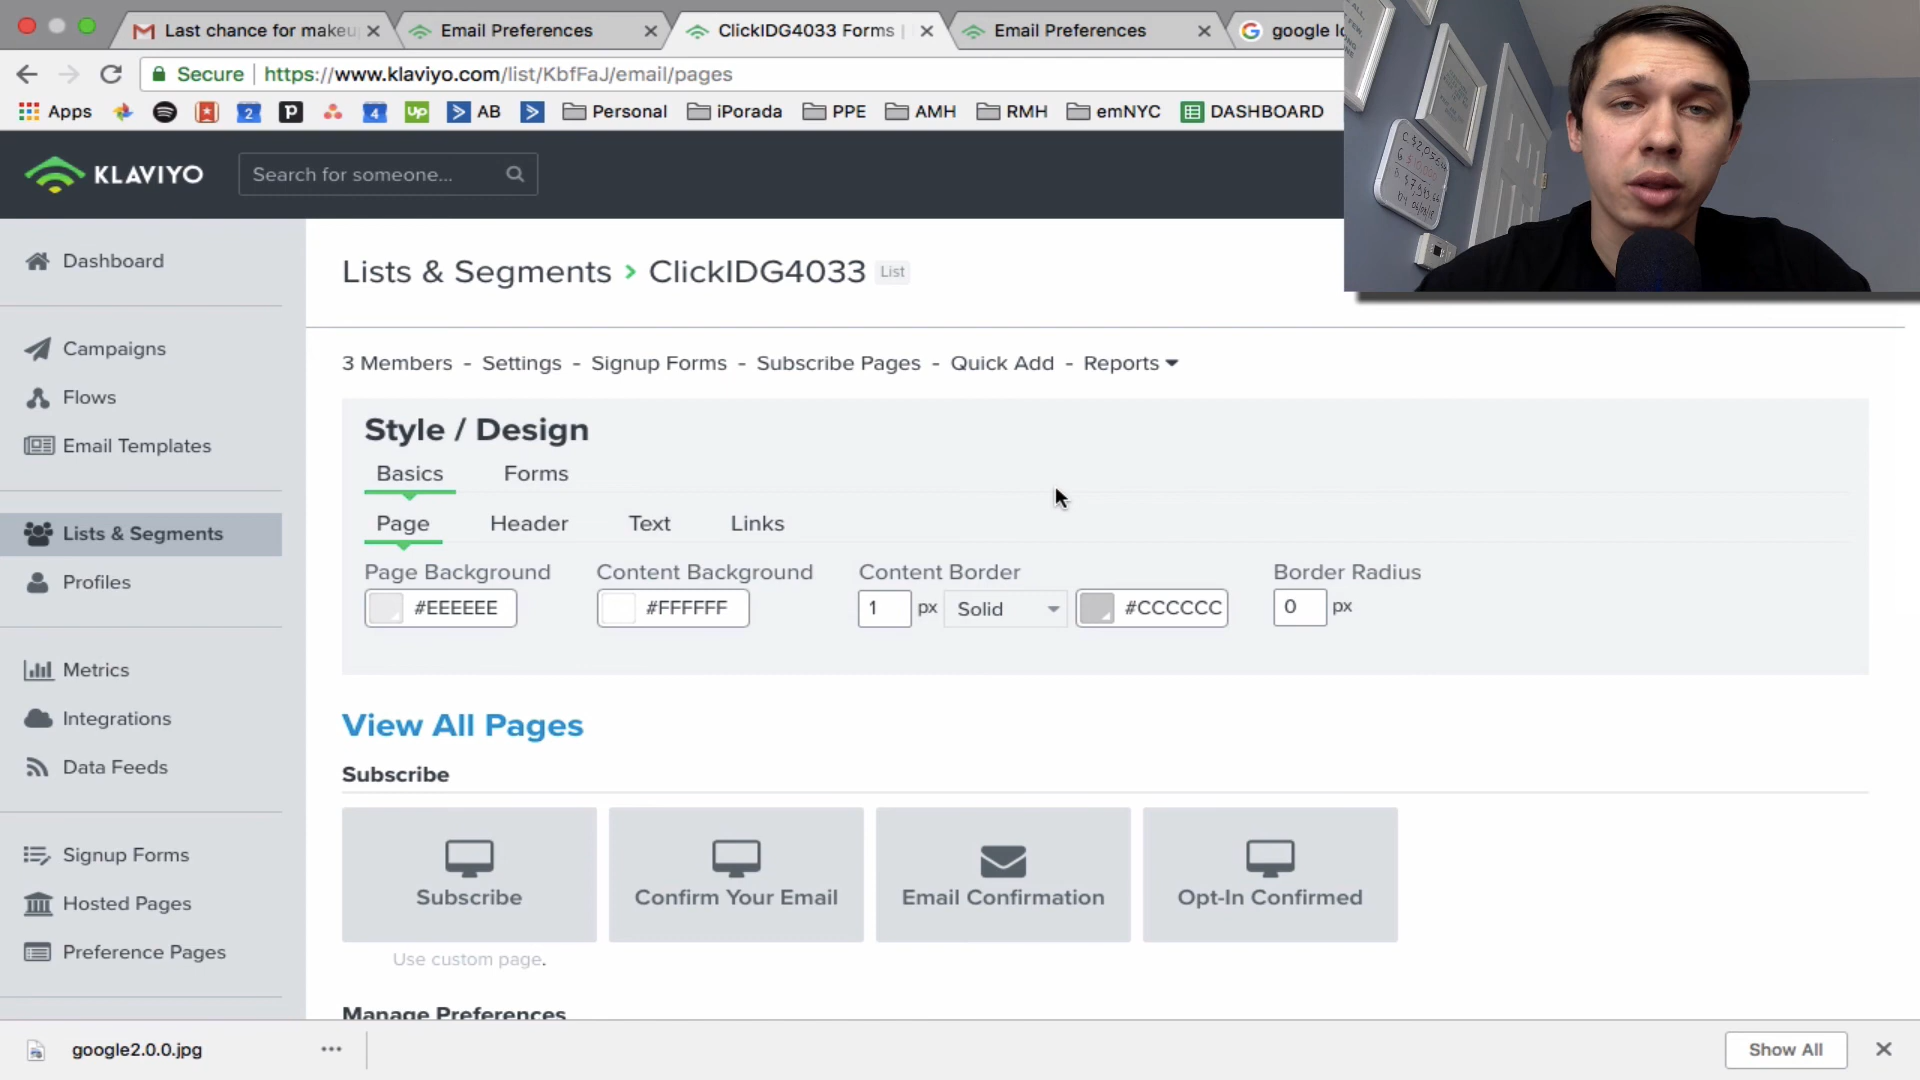 Last chance for makeu
Email Preferences
ClickIDG4033 Forms |
Email Preferences
google
Secure
https://www.klaviyo.com/list/KbfFaJ/email/pages
Apps
2
4
up
AB
Personal
iPorada
PPE
AMH
RMH
emNYC
DASHBOARD
KLAVIYO
Search for someone...
Dashboard
Campaigns
Flows
Email Templates
Lists & Segments
Profiles
Metrics
Integrations
Data Feeds
Signup Forms
Hosted Pages
Preference Pages
Lists & Segments > ClickIDG4033 List
3 Members - Settings - Signup Forms - Subscribe Pages - Quick Add - Reports
Style / Design
Basics Forms
Page Header Text Links
Page Background Content Background Content Border Border Radius
#EEEEEE #FFFFFF 1 px Solid #CCCCCC 0 px
View All Pages
Subscribe
Subscribe Confirm Your Email Email Confirmation Opt-In Confirmed
Use custom page.
Manage Preferences
google2.0.0.jpg
Show All